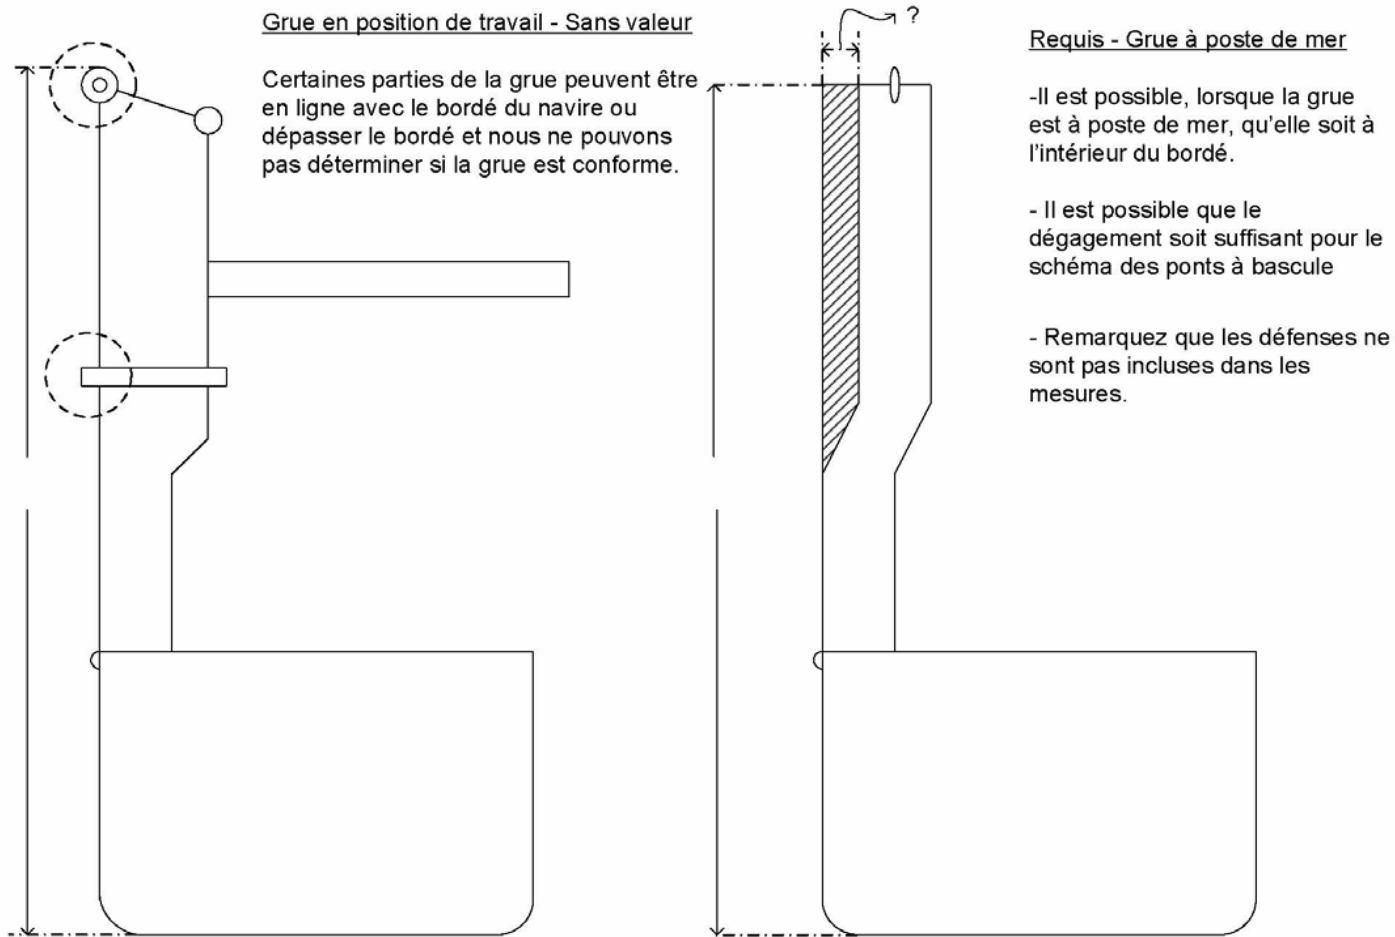 Grue en position de travail - Sans valeur
Certaines parties de la grue peuvent être
en ligne avec le bordé du navire ou
dépasser le bordé et nous ne pouvons
pas déterminer si la grue est conforme.
?
Requis - Grue à poste de mer
-Il est possible, lorsque la grue
est à poste de mer, qu'elle soit à
l'intérieur du bordé.
- Il est possible que le
dégagement soit suffisant pour le
schéma des ponts à bascule
- Remarquez que les défenses ne
sont pas incluses dans les
mesures.